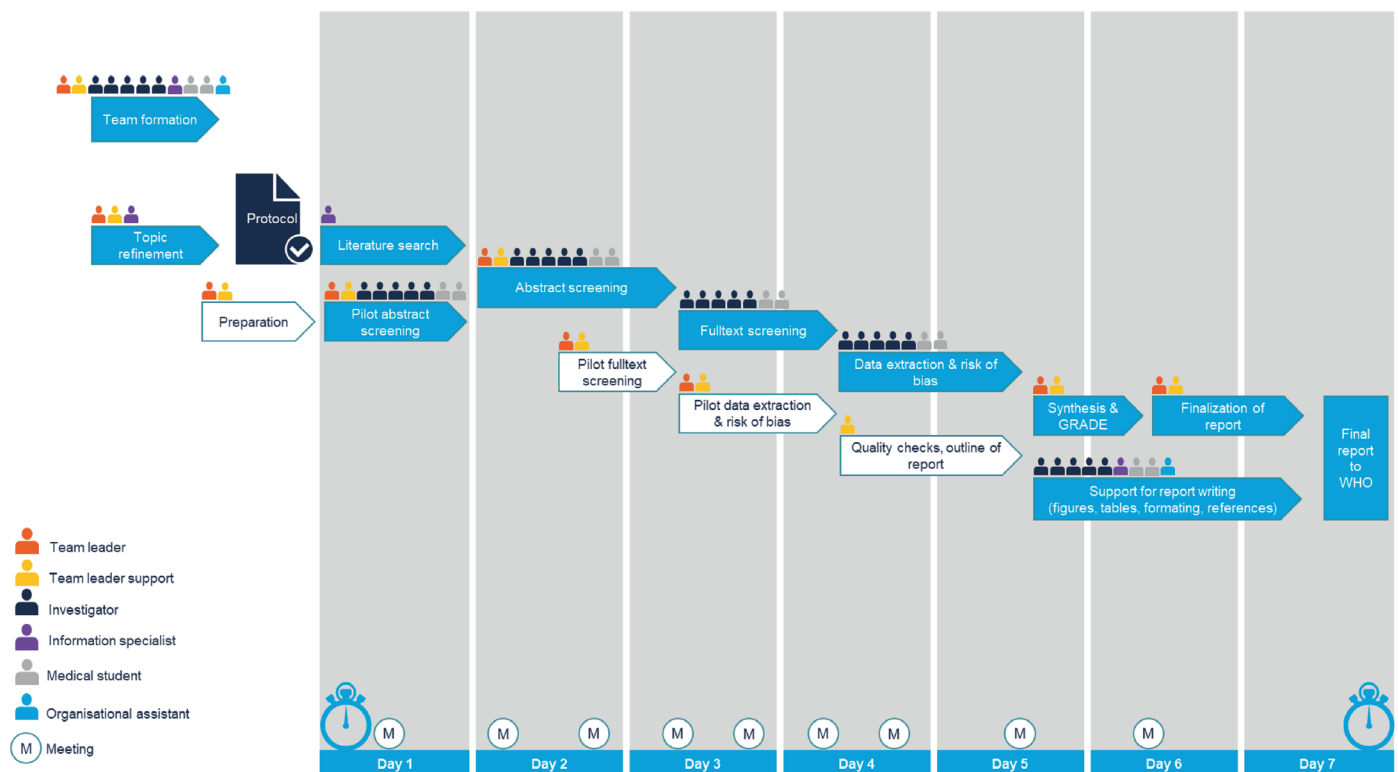 Team formation
Protocol
Topic
refinement
Literature search
Abstract screening
Preparation
Pilot abstract
screening
Fulltext screening
Pilot fulltext
screening
Data extraction & risk of
bias
Pilot data extraction
& risk of bias
Synthesis &
GRADE
Finalization of
report
Quality checks, outline of
report
Final
report
to
WHO
Support for report writing
(figures, tables, formating, references)
Team leader
Team leader support
Investigator
Information specialist
Medical student
Organisational assistant
M Meeting
M
M
M
M
M
M
M
M
M
Day 1
Day 2
Day 3
Day 4
Day 5
Day 6
Day 7